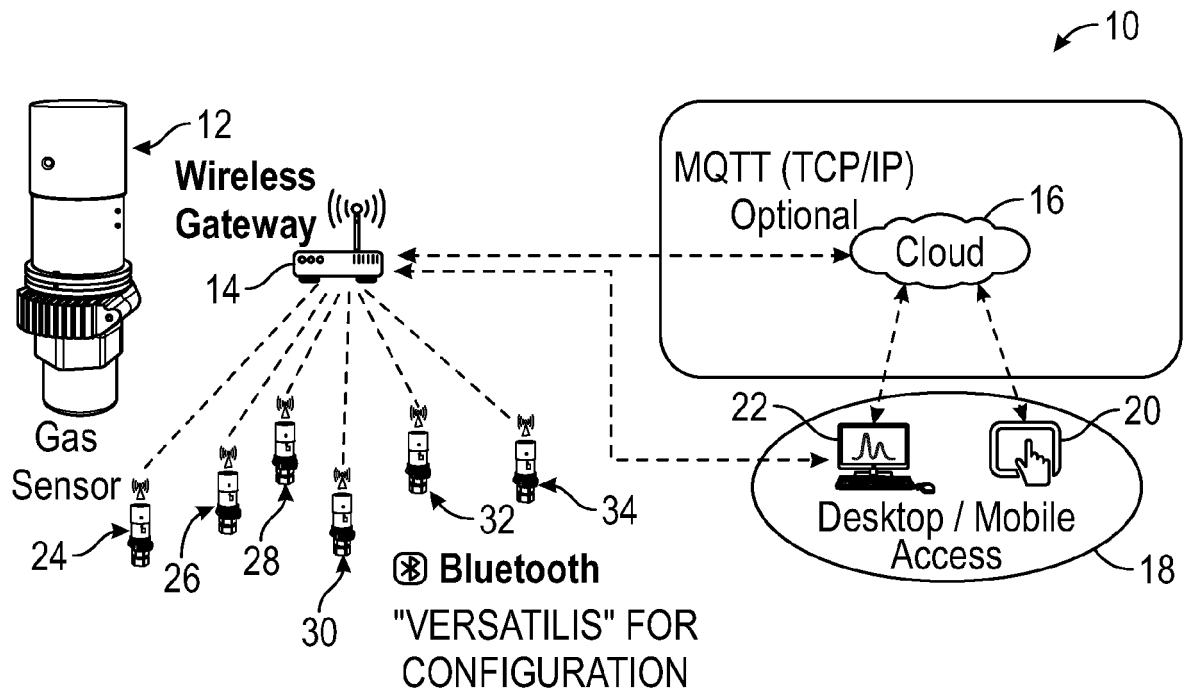 10
12
Wireless
Gateway
14
MQTT (TCP/IP)
Optional
16
Cloud
Gas
Sensor
22
20
Desktop / Mobile
Access
18
24
26
28
30
32
34
Bluetooth
"VERSATILIS" FOR
CONFIGURATION